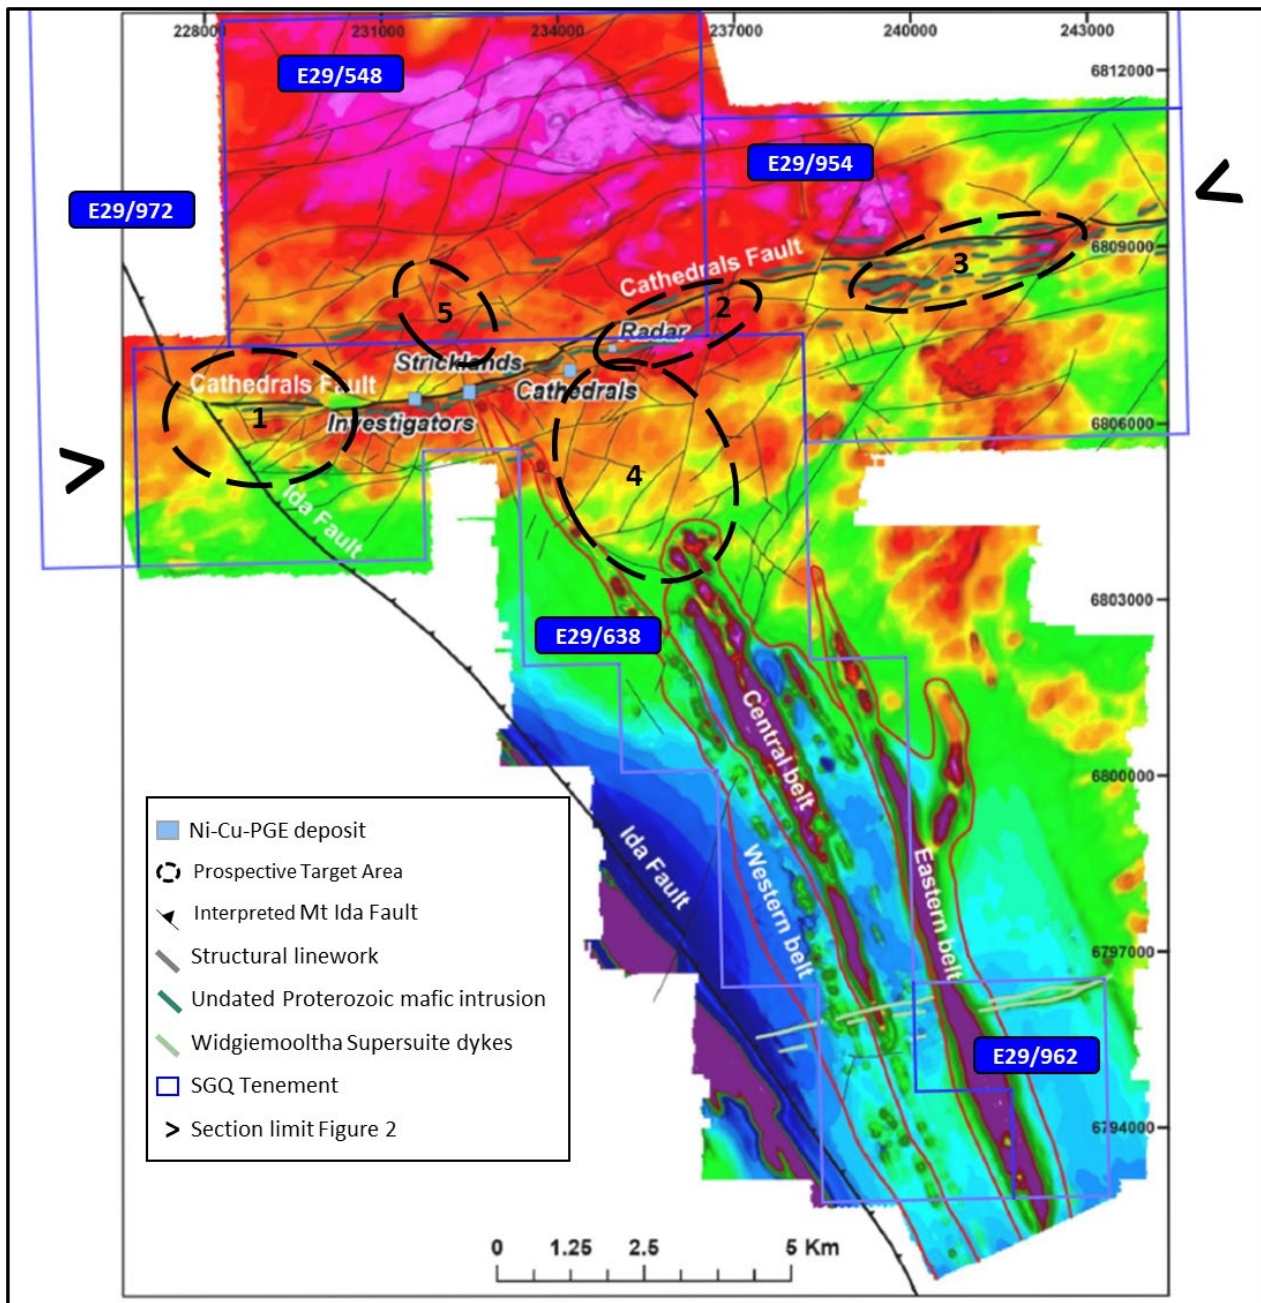 228000
231000
234000
237000
240000
243000
6812000
E29/548
E29/954
E29/972
<
6809000
Cathedrals Fault
3
5
2
Radar
Stricklands
Cathedrals Fault
Cathedrals
1
Investigators
6806000
>
4
Ida Fault
6803000
E29/638
Central belt
6800000
Ida Fault
Western belt
Eastern belt
6797000
E29/962
6794000
Ni-Cu-PGE deposit
Prospective Target Area
Interpreted Mt Ida Fault
Structural linework
Undated Proterozoic mafic intrusion
Widgiemooltha Supersuite dykes
SGQ Tenement
> Section limit Figure 2
0 1.25 2.5 5 Km